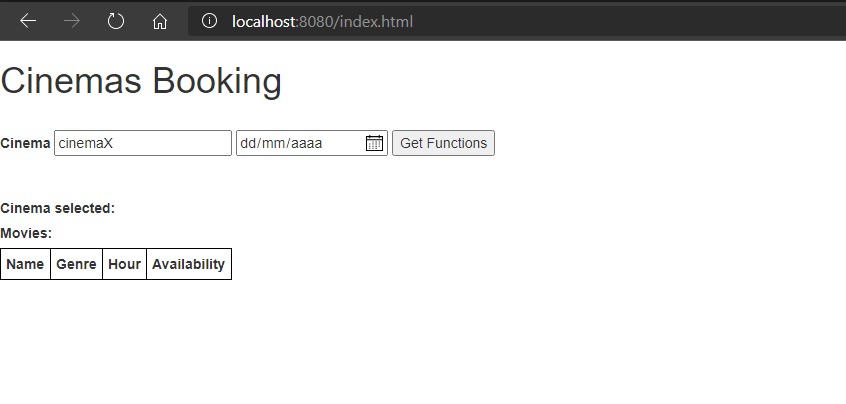 localhost:8080/index.html
Cinemas Booking
Cinema cinemaX dd/mm/aaaa Get Functions
Cinema selected:
Movies:
Name Genre Hour Availability